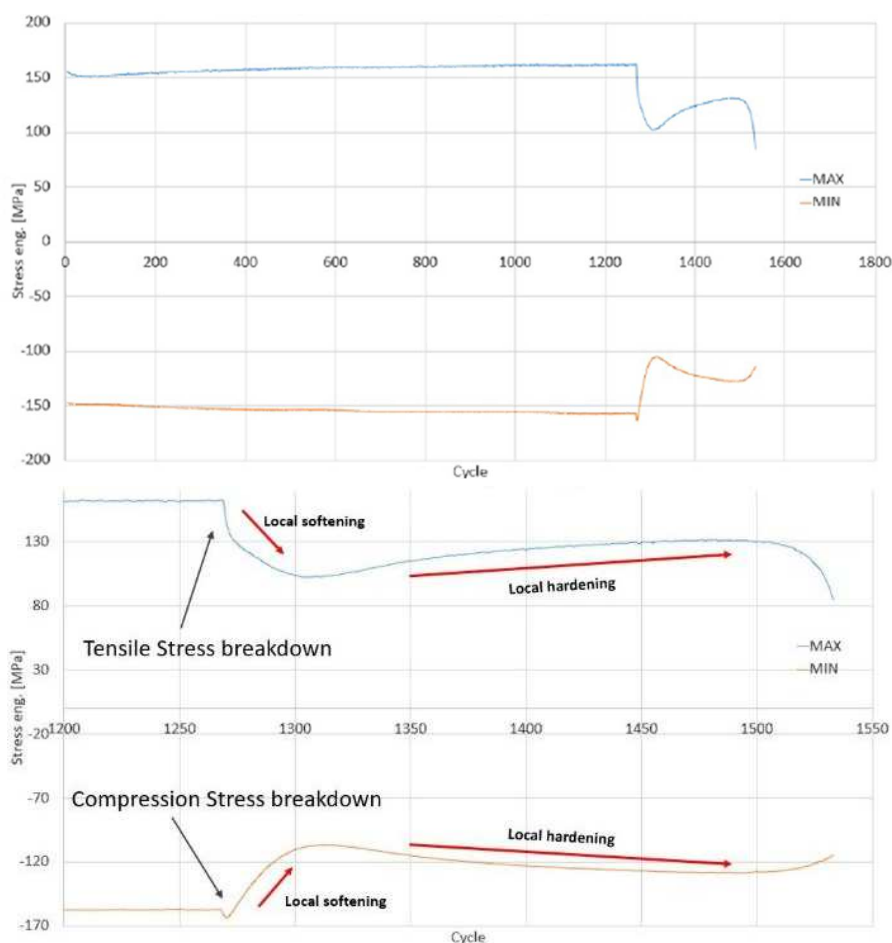 200
150
100
50
0
-50
-100
-150
-200
Stress eng. [MPa]
0 200 400 600 800 1000 1200 1400 1600 1800
MAX
MIN
Cycle
130
80
30
-20
-70
-120
-170
Stress eng. [MPa]
Local softening
Local hardening
Tensile Stress breakdown
MAX
MIN
1200 1250 1300 1350 1400 1450 1500 1550
Compression Stress breakdown
Local hardening
Local softening
Cycle